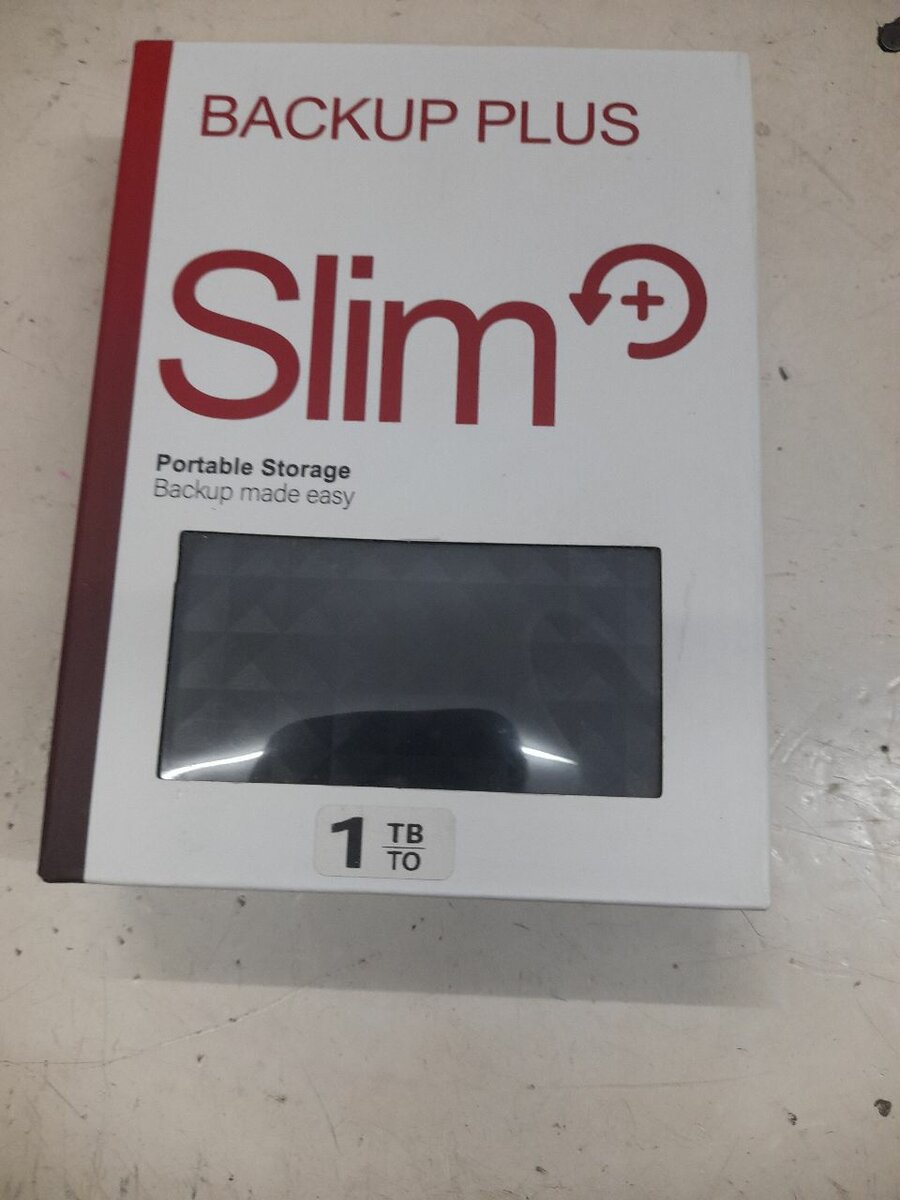 BACKUP PLUS
Slim
Portable Storage
Backup made easy
1 TB
TO